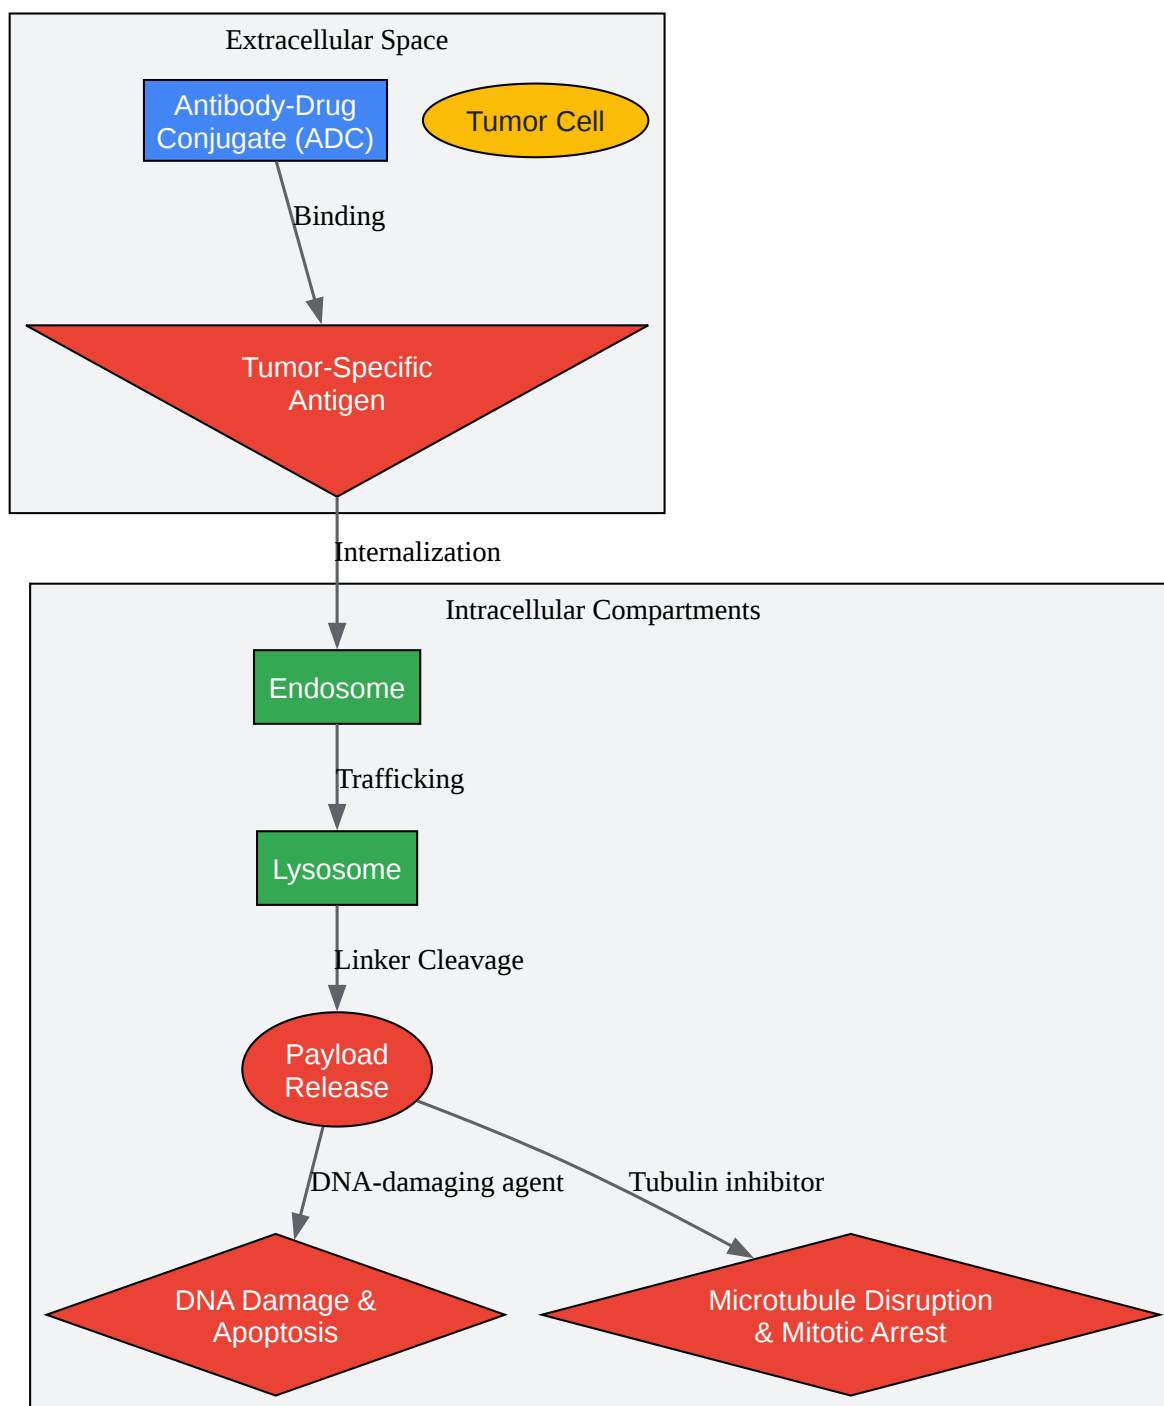 Extracellular Space
Antibody-Drug
Conjugate (ADC)
Tumor Cell
Binding
Tumor-Specific
Antigen
Internalization
Intracellular Compartments
Endosome
Trafficking
Lysosome
Linker Cleavage
Payload
Release
DNA-damaging agent
Tubulin inhibitor
DNA Damage &
Apoptosis
Microtubule Disruption
& Mitotic Arrest